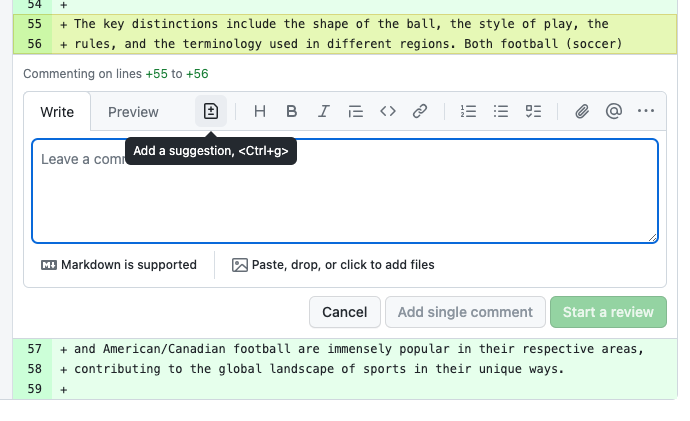 54 +
55 + The key distinctions include the shape of the ball, the style of play, the
56 + rules, and the terminology used in different regions. Both football (soccer)
Commenting on lines +55 to +56
Write Preview H B I
Add a suggestion, <Ctrl+g>
Leave a com
Markdown is supported Paste, drop, or click to add files
Cancel Add single comment Start a review
57 + and American/Canadian football are immensely popular in their respective areas,
58 + contributing to the global landscape of sports in their unique ways.
59 +